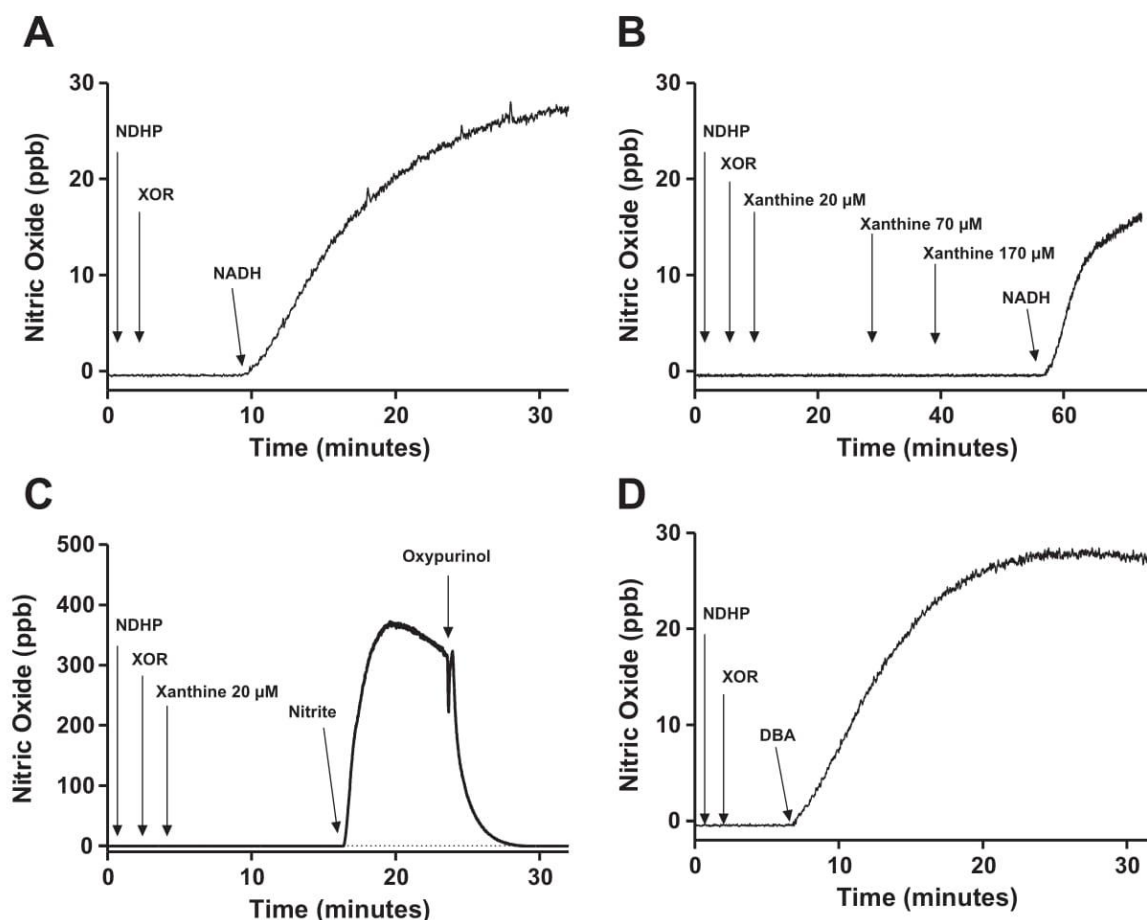 A
Nitric Oxide (ppb)
30
20
10
0
NDHP
XOR
NADH
0 10 20 30
Time (minutes)
B
Nitric Oxide (ppb)
30
20
10
0
NDHP
XOR
Xanthine 20 µM
Xanthine 70 µM
Xanthine 170 µM
NADH
0 20 40 60
Time (minutes)
C
Nitric Oxide (ppb)
500
400
300
200
100
0
Oxypurinol
NDHP
XOR
Xanthine 20 µM
Nitrite
0 10 20 30
Time (minutes)
D
Nitric Oxide (ppb)
30
20
10
0
NDHP
XOR
DBA
0 10 20 30
Time (minutes)